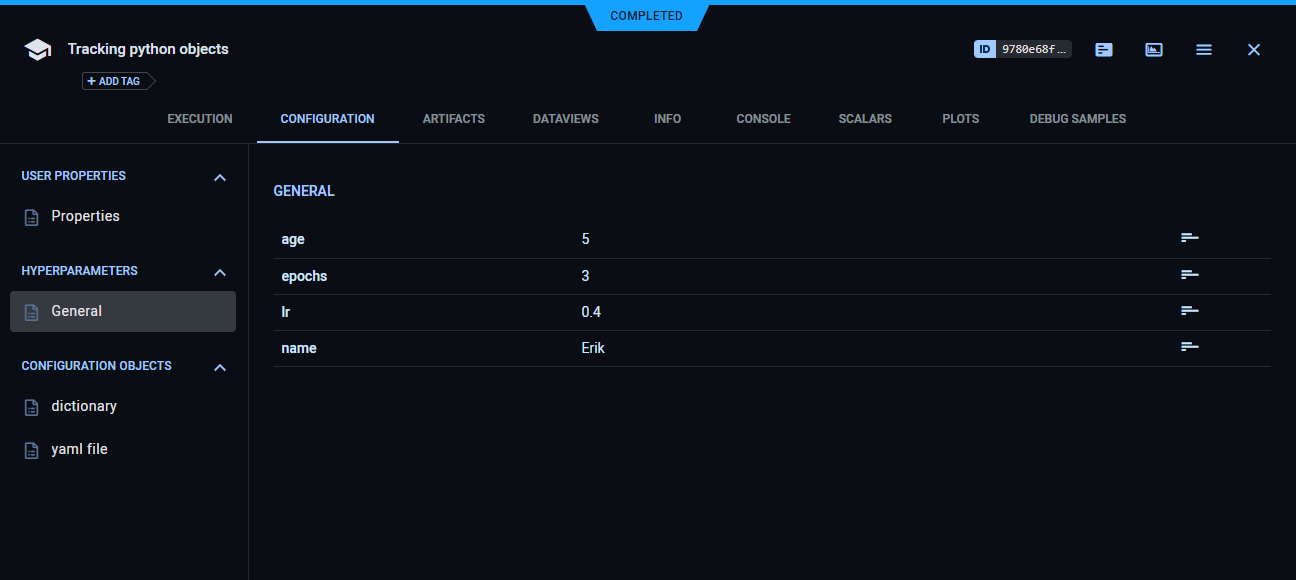 COMPLETED
Tracking python objects
ID 9780e68f...
+ ADD TAG
EXECUTION CONFIGURATION ARTIFACTS DATAVIEWS INFO CONSOLE SCALARS PLOTS DEBUG SAMPLES
USER PROPERTIES
Properties
HYPERPARAMETERS
General
CONFIGURATION OBJECTS
dictionary
yaml file
GENERAL
age 5
epochs 3
lr 0.4
name Erik